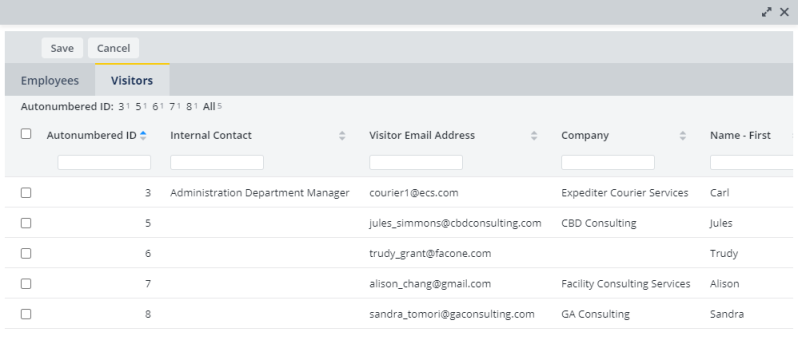 Save Cancel
Employees Visitors
Autonumbered ID: 3 1 5 1 6 1 7 1 8 1 All 5
Autonumbered ID Internal Contact Visitor Email Address Company Name - First
3 Administration Department Manager courier1@ecs.com Expediter Courier Services Carl
5 jules_simmons@cbdconsulting.com CBD Consulting Jules
6 trudy_grant@facone.com Trudy
7 alison_chang@gmail.com Facility Consulting Services Alison
8 sandra_tomori@gaconsulting.com GA Consulting Sandra